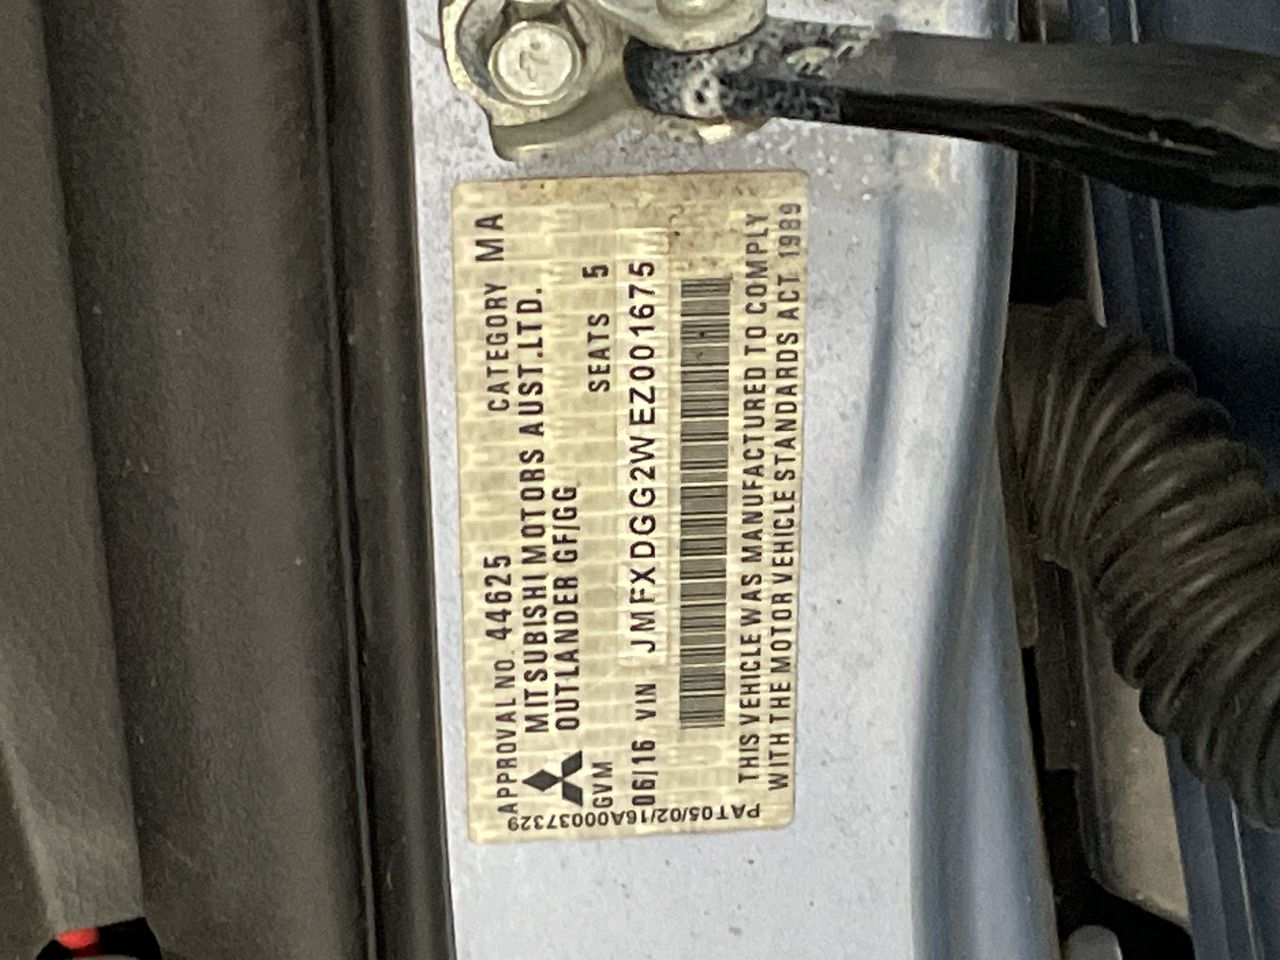 APPROVAL NO. 44625 CATEGORY MA
MITSUBISHI MOTORS AUST.LTD.
OUTLANDER GF/GG
GVM SEATS 5
06/16 VIN JMFXDGG2WEZ001675
THIS VEHICLE WAS MANUFACTURED TO COMPLY
WITH THE MOTOR VEHICLE STANDARDS ACT 1989
PAT05/02/16A00037329